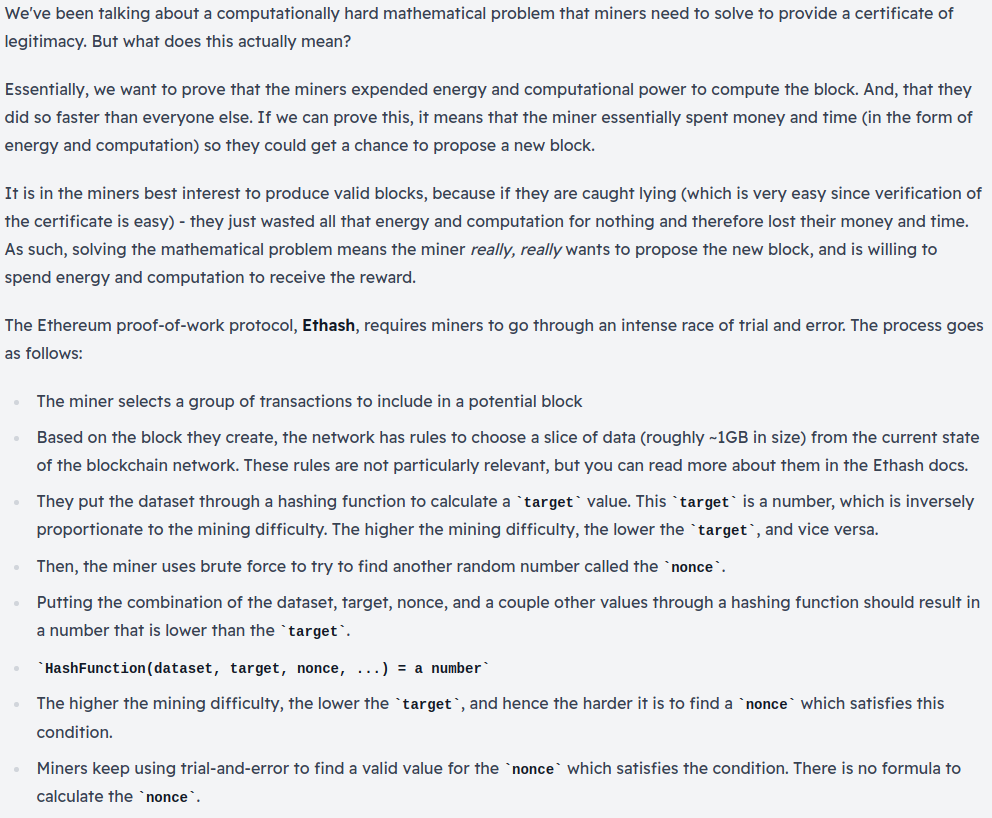 We've been talking about a computationally hard mathematical problem that miners need to solve to provide a certificate of
legitimacy. But what does this actually mean?
Essentially, we want to prove that the miners expended energy and computational power to compute the block. And, that they
did so faster than everyone else. If we can prove this, it means that the miner essentially spent money and time (in the form of
energy and computation) so they could get a chance to propose a new block.
It is in the miners best interest to produce valid blocks, because if they are caught lying (which is very easy since verification of
the certificate is easy) - they just wasted all that energy and computation for nothing and therefore lost their money and time.
As such, solving the mathematical problem means the miner really, really wants to propose the new block, and is willing to
spend energy and computation to receive the reward.
The Ethereum proof-of-work protocol, Ethash, requires miners to go through an intense race of trial and error. The process goes
as follows:
• The miner selects a group of transactions to include in a potential block
• Based on the block they create, the network has rules to choose a slice of data (roughly ~1GB in size) from the current state
of the blockchain network. These rules are not particularly relevant, but you can read more about them in the Ethash docs.
• They put the dataset through a hashing function to calculate a `target` value. This `target` is a number, which is inversely
proportionate to the mining difficulty. The higher the mining difficulty, the lower the `target`, and vice versa.
• Then, the miner uses brute force to try to find another random number called the `nonce`.
• Putting the combination of the dataset, target, nonce, and a couple other values through a hashing function should result in
a number that is lower than the `target`.
• `HashFunction(dataset, target, nonce, ...) = a number`
• The higher the mining difficulty, the lower the `target`, and hence the harder it is to find a `nonce` which satisfies this
condition.
• Miners keep using trial-and-error to find a valid value for the `nonce` which satisfies the condition. There is no formula to
calculate the `nonce`.